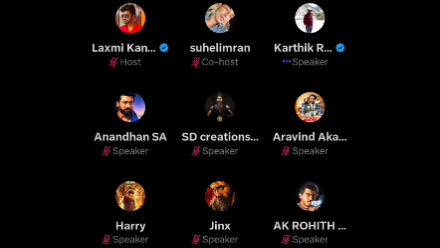 Laxmi Kan... suhelimran Karthik R...
Host Co-host Speaker
Anandhan SA SD creations... Aravind Aka...
Speaker Speaker Speaker
Harry Jinx AK ROHITH ...
Speaker Speaker Speaker